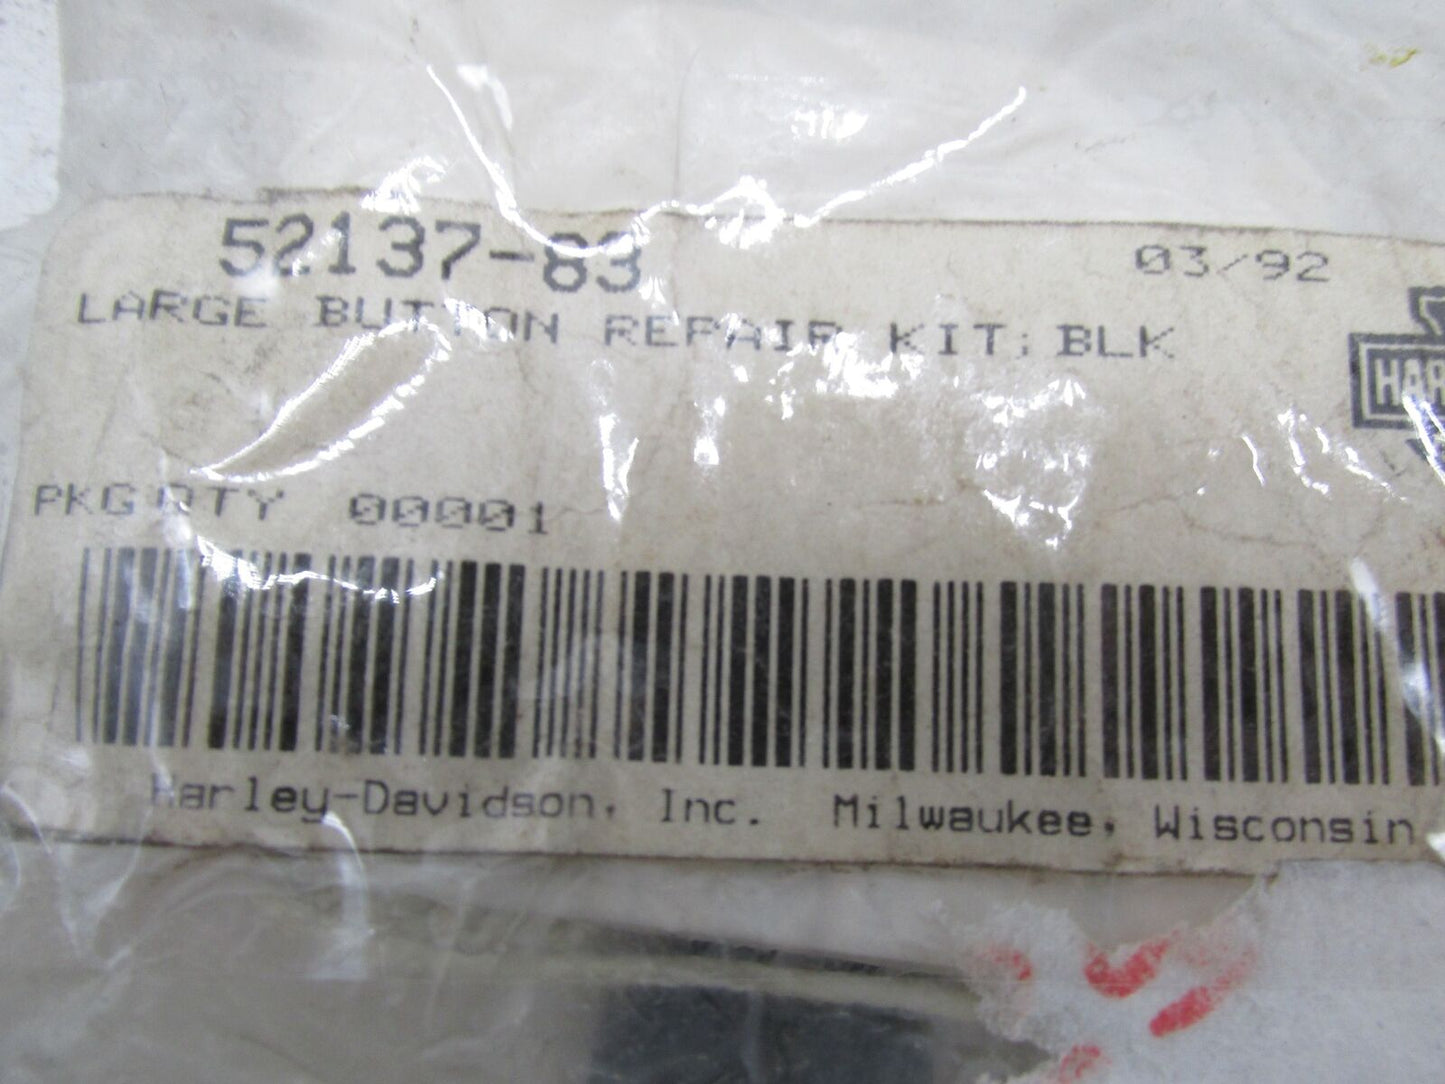 52137-83
03/92
LARGE BUTTON REPAIR KIT; BLK
PKG QTY 00001
Harley-Davidson, Inc. Milwaukee, Wisconsin